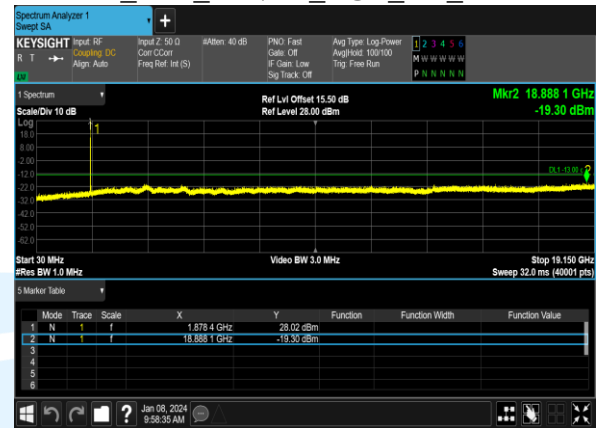 Spectrum Analyzer 1
Swept SA
+
KEYSIGHT Input: RF Input Z: 50 Ω #Atten: 40 dB PNO: Fast Avg Type: Log-Power 1 2 3 4 5 6
R T Coupling: DC Corr CCorr Gate: Off Avg|Hold: 100/100 M W W W W W
Align: Auto Freq Ref: Int (S) IF Gain: Low Trig: Free Run
Sig Track: Off P N N N N N
1 Spectrum Ref Lvl Offset 15.50 dB Mkr2 18.888 1 GHz
Scale/Div 10 dB Ref Level 28.00 dBm -19.30 dBm
Log
1
18.0
8.00
-2.00
-12.0
DL1 -13.00
-22.0
-32.0
-42.0
-52.0
-62.0
Start 30 MHz Video BW 3.0 MHz Stop 19.150 GHz
#Res BW 1.0 MHz Sweep 32.0 ms (40001 pts)
5 Marker Table
Mode Trace Scale X Y Function Function Width Function Value
1 N 1 f 1.878 4 GHz 28.02 dBm
2 N 1 f 18.888 1 GHz -19.30 dBm
3
4
5
6
? Jan 08, 2024
9:58:35 AM